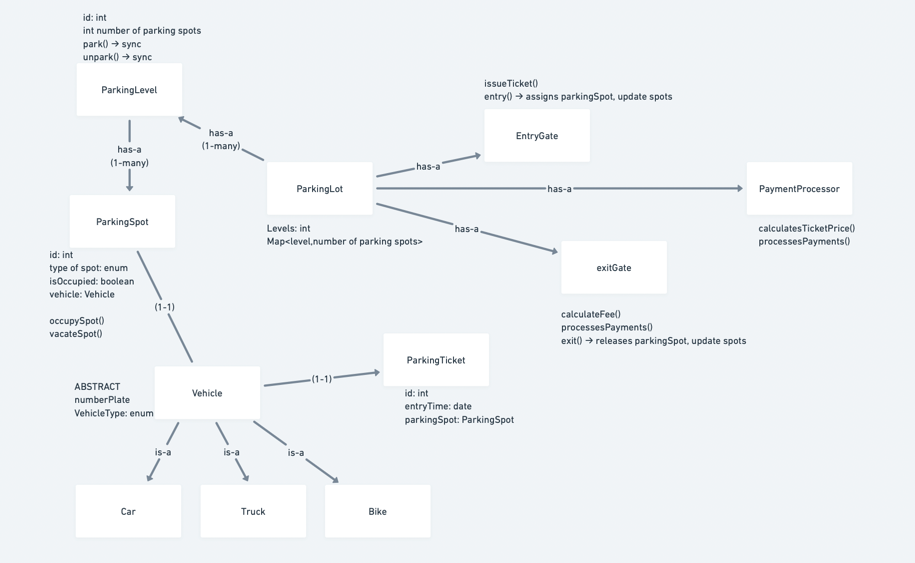 id: int
int number of parking spots
park() → sync
unpark() → sync
ParkingLevel
has-a
(1-many)
has-a
(1-many)
issueTicket()
entry() → assigns parkingSpot, update spots
EntryGate
has-a
ParkingLot
has-a
PaymentProcessor
ParkingSpot
Levels: int
Map<level,number of parking spots>
has-a
calculatesTicketPrice()
processesPayments()
exitGate
id: int
type of spot: enum
isOccupied: boolean
vehicle: Vehicle
occupySpot()
vacateSpot()
(1-1)
calculateFee()
processesPayments()
exit() → releases parkingSpot, update spots
ParkingTicket
(1-1)
id: int
entryTime: date
parkingSpot: ParkingSpot
ABSTRACT
numberPlate
VehicleType: enum
Vehicle
is-a
is-a
is-a
Car
Truck
Bike